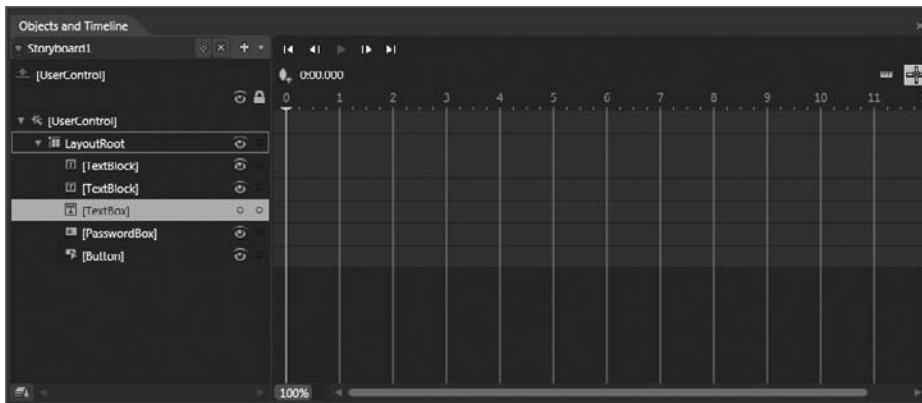 Objects and Timeline
Storyboard1
[UserControl]
0:00.000
0 1 2 3 4 5 6 7 8 9 10 11
[UserControl]
LayoutRoot
[TextBlock]
[TextBlock]
[TextBox]
[PasswordBox]
[Button]
100%